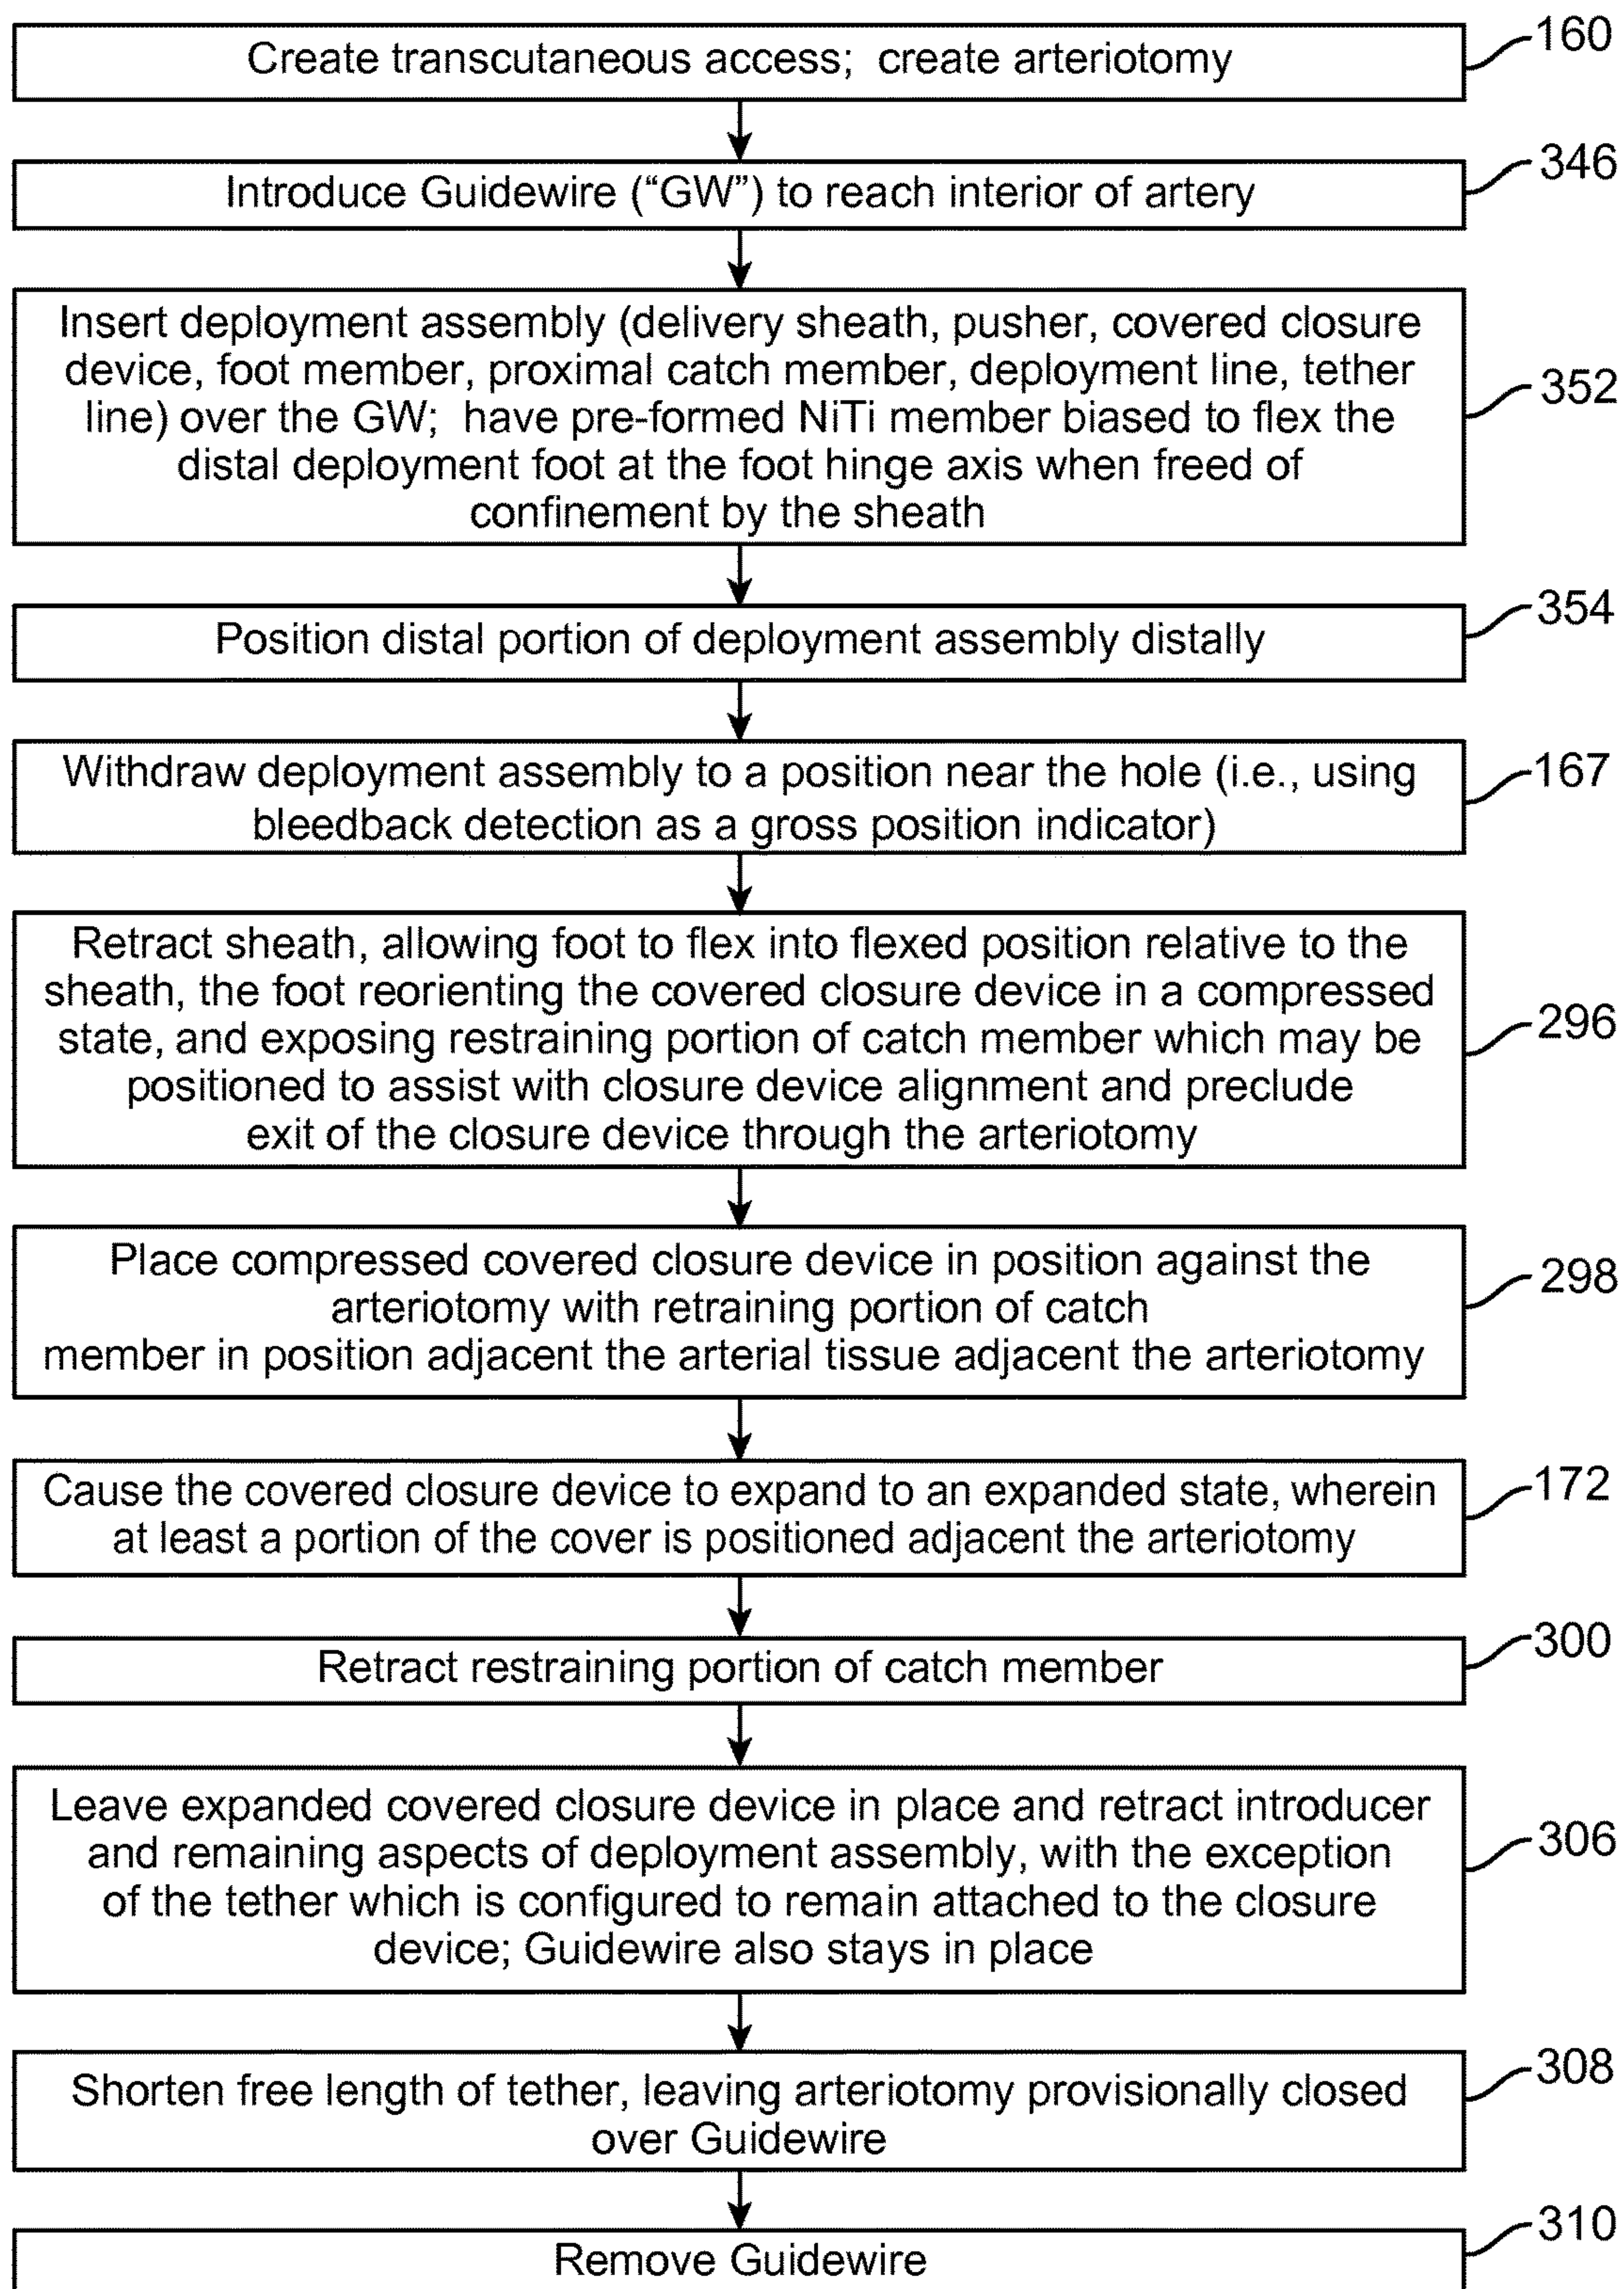 Create transcutaneous access; create arteriotomy
160
Introduce Guidewire (“GW”) to reach interior of artery
346
Insert deployment assembly (delivery sheath, pusher, covered closure
device, foot member, proximal catch member, deployment line, tether
line) over the GW; have pre-formed NiTi member biased to flex the
distal deployment foot at the foot hinge axis when freed of
confinement by the sheath
352
Position distal portion of deployment assembly distally
354
Withdraw deployment assembly to a position near the hole (i.e., using
bleedback detection as a gross position indicator)
167
Retract sheath, allowing foot to flex into flexed position relative to the
sheath, the foot reorienting the covered closure device in a compressed
state, and exposing restraining portion of catch member which may be
positioned to assist with closure device alignment and preclude
exit of the closure device through the arteriotomy
296
Place compressed covered closure device in position against the
arteriotomy with retraining portion of catch
member in position adjacent the arterial tissue adjacent the arteriotomy
298
Cause the covered closure device to expand to an expanded state, wherein
at least a portion of the cover is positioned adjacent the arteriotomy
172
Retract restraining portion of catch member
300
Leave expanded covered closure device in place and retract introducer
and remaining aspects of deployment assembly, with the exception
of the tether which is configured to remain attached to the closure
device; Guidewire also stays in place
306
Shorten free length of tether, leaving arteriotomy provisionally closed
over Guidewire
308
Remove Guidewire
310